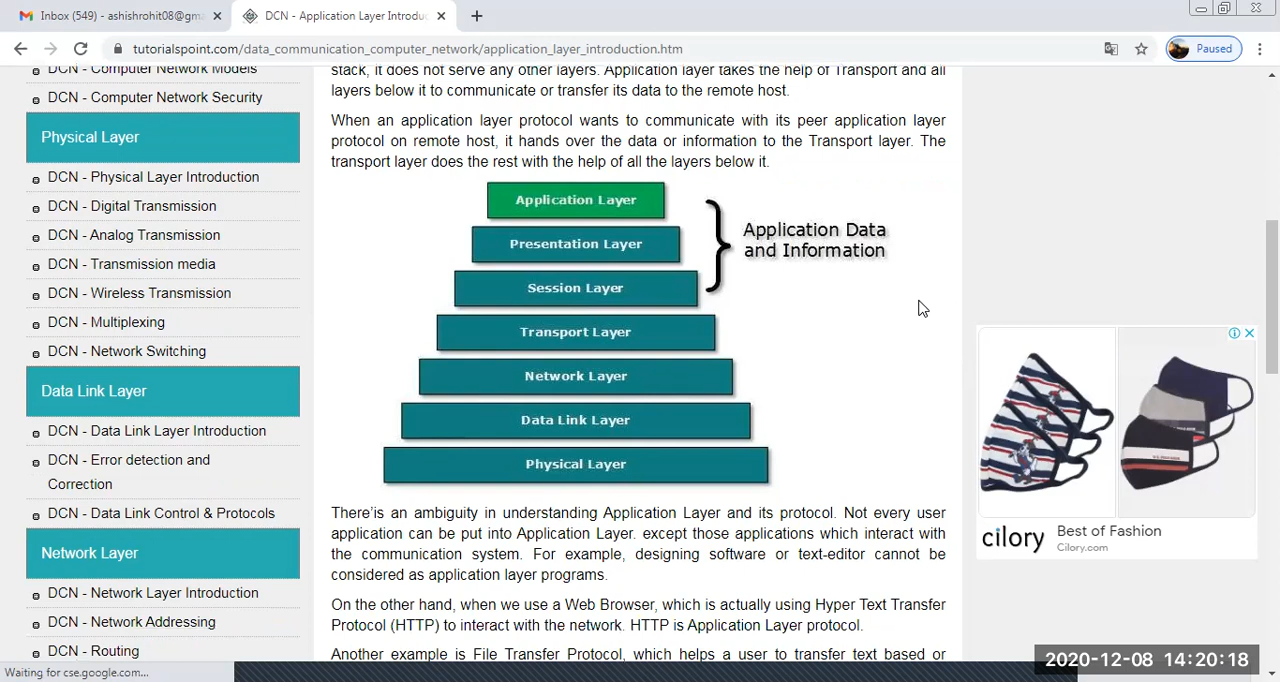 Inbox (549) - ashishrohit08@gma
DCN - Application Layer Introduc
tutorialspoint.com/data_communication_computer_network/application_layer_introduction.htm
Paused
DCN - Computer Network Models
DCN - Computer Network Security
Physical Layer
DCN - Physical Layer Introduction
DCN - Digital Transmission
DCN - Analog Transmission
DCN - Transmission media
DCN - Wireless Transmission
DCN - Multiplexing
DCN - Network Switching
Data Link Layer
DCN - Data Link Layer Introduction
DCN - Error detection and
Correction
DCN - Data Link Control & Protocols
Network Layer
DCN - Network Layer Introduction
DCN - Network Addressing
DCN - Routing
Waiting for cse.google.com...
stack, it does not serve any other layers. Application layer takes the help of Transport and all
layers below it to communicate or transfer its data to the remote host.
When an application layer protocol wants to communicate with its peer application layer
protocol on remote host, it hands over the data or information to the Transport layer. The
transport layer does the rest with the help of all the layers below it.
Application Layer
Presentation Layer
Session Layer
Transport Layer
Network Layer
Data Link Layer
Physical Layer
Application Data
and Information
There'is an ambiguity in understanding Application Layer and its protocol. Not every user
application can be put into Application Layer. except those applications which interact with
the communication system. For example, designing software or text-editor cannot be
considered as application layer programs.
On the other hand, when we use a Web Browser, which is actually using Hyper Text Transfer
Protocol (HTTP) to interact with the network. HTTP is Application Layer protocol.
Another example is File Transfer Protocol, which helps a user to transfer text based or
cilory
Best of Fashion
Cilory.com
2020-12-08 14:20:18